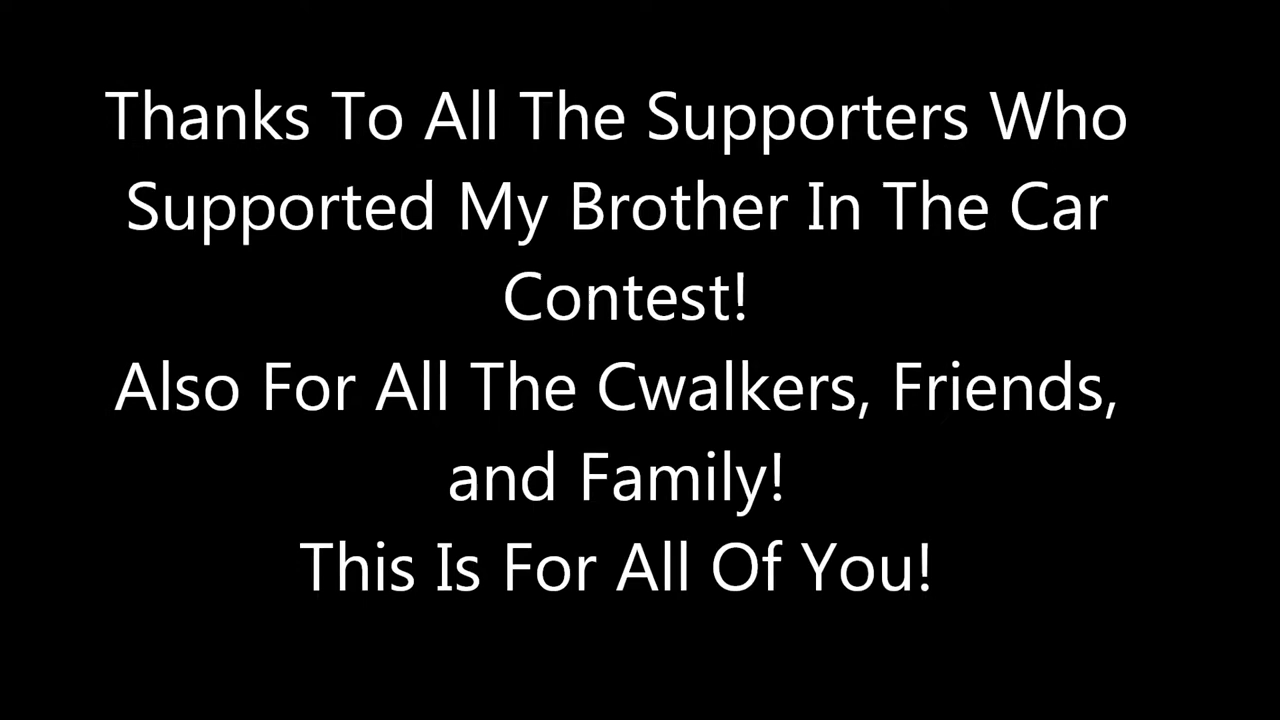 Thanks To All The Supporters Who
Supported My Brother In The Car
Contest!
Also For All The Cwalkers, Friends,
and Family!
This Is For All Of You!